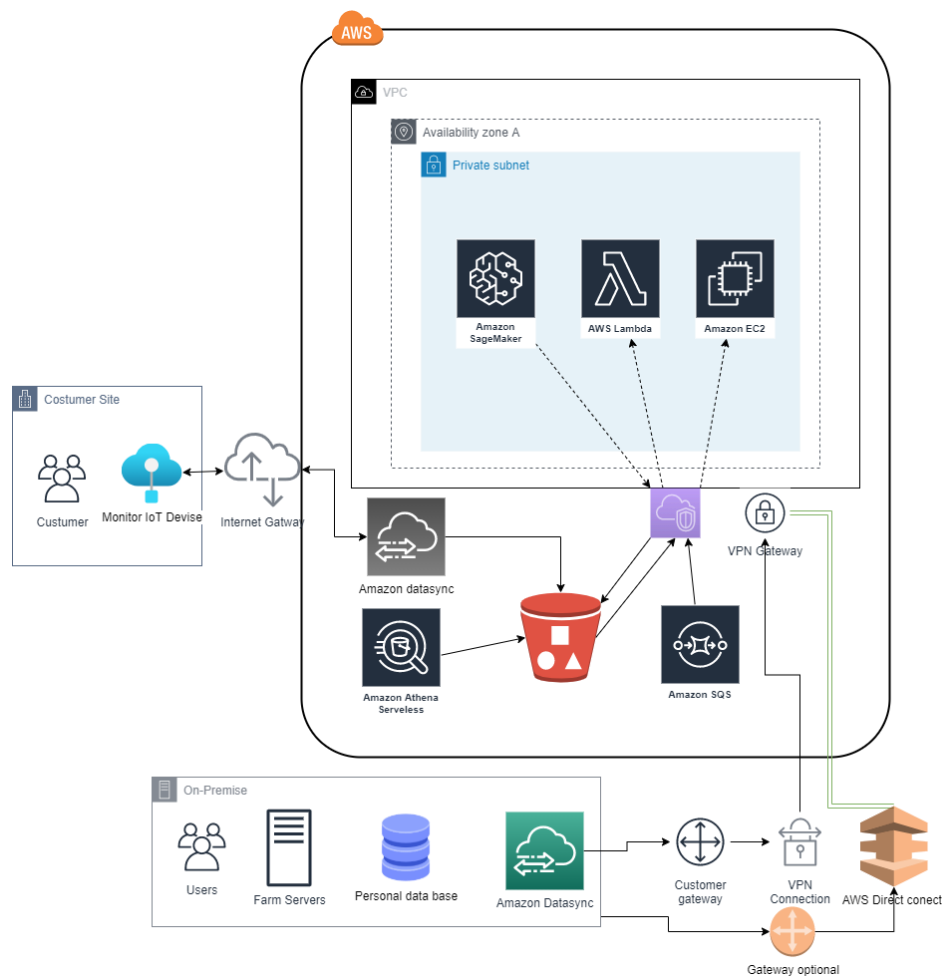 AWS
VPC
Availability zone A
Private subnet
Amazon
SageMaker
AWS Lambda
Amazon EC2
Costumer Site
Custumer
Monitor IoT Devise
Internet Gatway
Amazon datasync
VPN Gateway
Amazon Athena
Serveless
Amazon SQS
On-Premise
Users
Farm Servers
Personal data base
Amazon Datasync
Customer
gateway
VPN
Connection
AWS Direct conect
Gateway optional